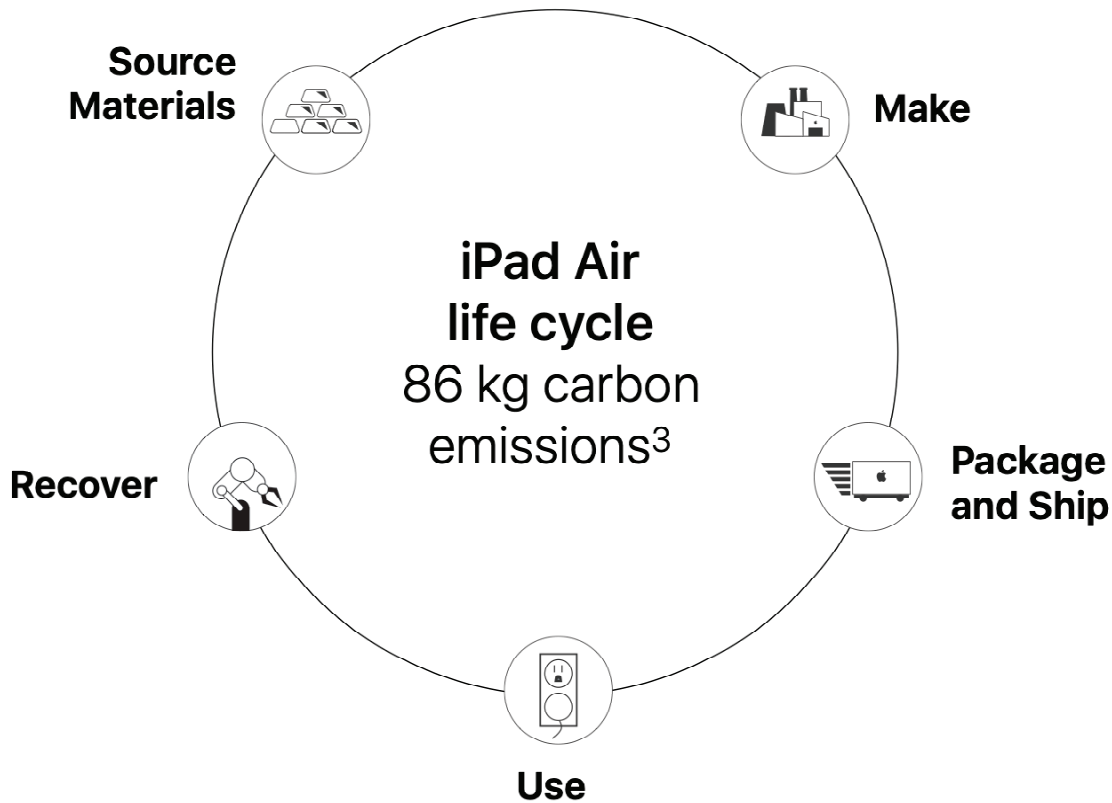 Source
Materials
Make
iPad Air
life cycle
86 kg carbon
emissions³
Recover
Package
and Ship
Use